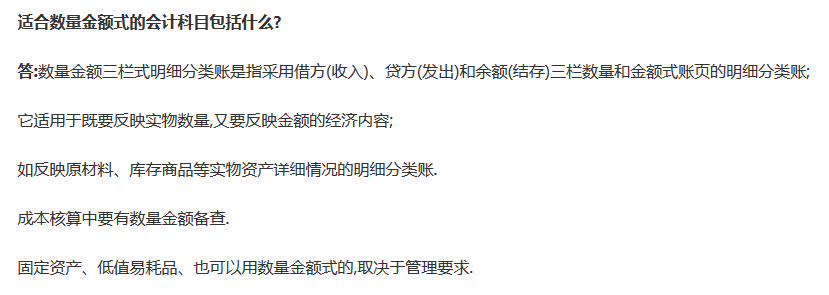 适合数量金额式的会计科目包括什么?
答:数量金额三栏式明细分类账是指采用借方(收入)、贷方(发出)和余额(结存)三栏数量和金额式账页的明细分类账;
它适用于既要反映实物数量,又要反映金额的经济内容;
如反映原材料、库存商品等实物资产详细情况的明细分类账.
成本核算中要有数量金额备查.
固定资产、低值易耗品、也可以用数量金额式的,取决于管理要求.